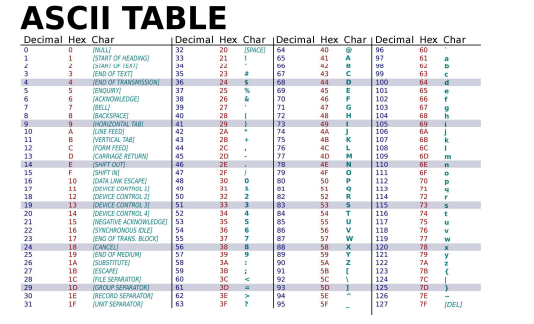 ASCII TABLE
Decimal Hex Char Decimal Hex Char Decimal Hex Char Decimal Hex Char
0 0 [NULL] 32 20 [SPACE] 64 40 @ 96 60 `
1 1 [START OF HEADING] 33 21 ! 65 41 A 97 61 a
2 2 [START OF TEXT] 34 22 " 66 42 B 98 62 b
3 3 [END OF TEXT] 35 23 # 67 43 C 99 63 c
4 4 [END OF TRANSMISSION] 36 24 $ 68 44 D 100 64 d
5 5 [ENQUIRY] 37 25 % 69 45 E 101 65 e
6 6 [ACKNOWLEDGE] 38 26 & 70 46 F 102 66 f
7 7 [BELL] 39 27 ' 71 47 G 103 67 g
8 8 [BACKSPACE] 40 28 ( 72 48 H 104 68 h
9 9 [HORIZONTAL TAB] 41 29 ) 73 49 I 105 69 i
10 A [LINE FEED] 42 2A * 74 4A J 106 6A j
11 B [VERTICAL TAB] 43 2B + 75 4B K 107 6B k
12 C [FORM FEED] 44 2C , 76 4C L 108 6C l
13 D [CARRIAGE RETURN] 45 2D - 77 4D M 109 6D m
14 E [SHIFT OUT] 46 2E . 78 4E N 110 6E n
15 F [SHIFT IN] 47 2F / 79 4F O 111 6F o
16 10 [DATA LINK ESCAPE] 48 30 0 80 50 P 112 70 p
17 11 [DEVICE CONTROL 1] 49 31 1 81 51 Q 113 71 q
18 12 [DEVICE CONTROL 2] 50 32 2 82 52 R 114 72 r
19 13 [DEVICE CONTROL 3] 51 33 3 83 53 S 115 73 s
20 14 [DEVICE CONTROL 4] 52 34 4 84 54 T 116 74 t
21 15 [NEGATIVE ACKNOWLEDGE] 53 35 5 85 55 U 117 75 u
22 16 [SYNCHRONOUS IDLE] 54 36 6 86 56 V 118 76 v
23 17 [ENG OF TRANS. BLOCK] 55 37 7 87 57 W 119 77 w
24 18 [CANCEL] 56 38 8 88 58 X 120 78 x
25 19 [END OF MEDIUM] 57 39 9 89 59 Y 121 79 y
26 1A [SUBSTITUTE] 58 3A : 90 5A Z 122 7A z
27 1B [ESCAPE] 59 3B ; 91 5B [ 123 7B {
28 1C [FILE SEPARATOR] 60 3C < 92 5C \ 124 7C |
29 1D [GROUP SEPARATOR] 61 3D = 93 5D ] 125 7D }
30 1E [RECORD SEPARATOR] 62 3E > 94 5E ^ 126 7E ~
31 1F [UNIT SEPARATOR] 63 3F ? 95 5F _ 127 7F [DEL]